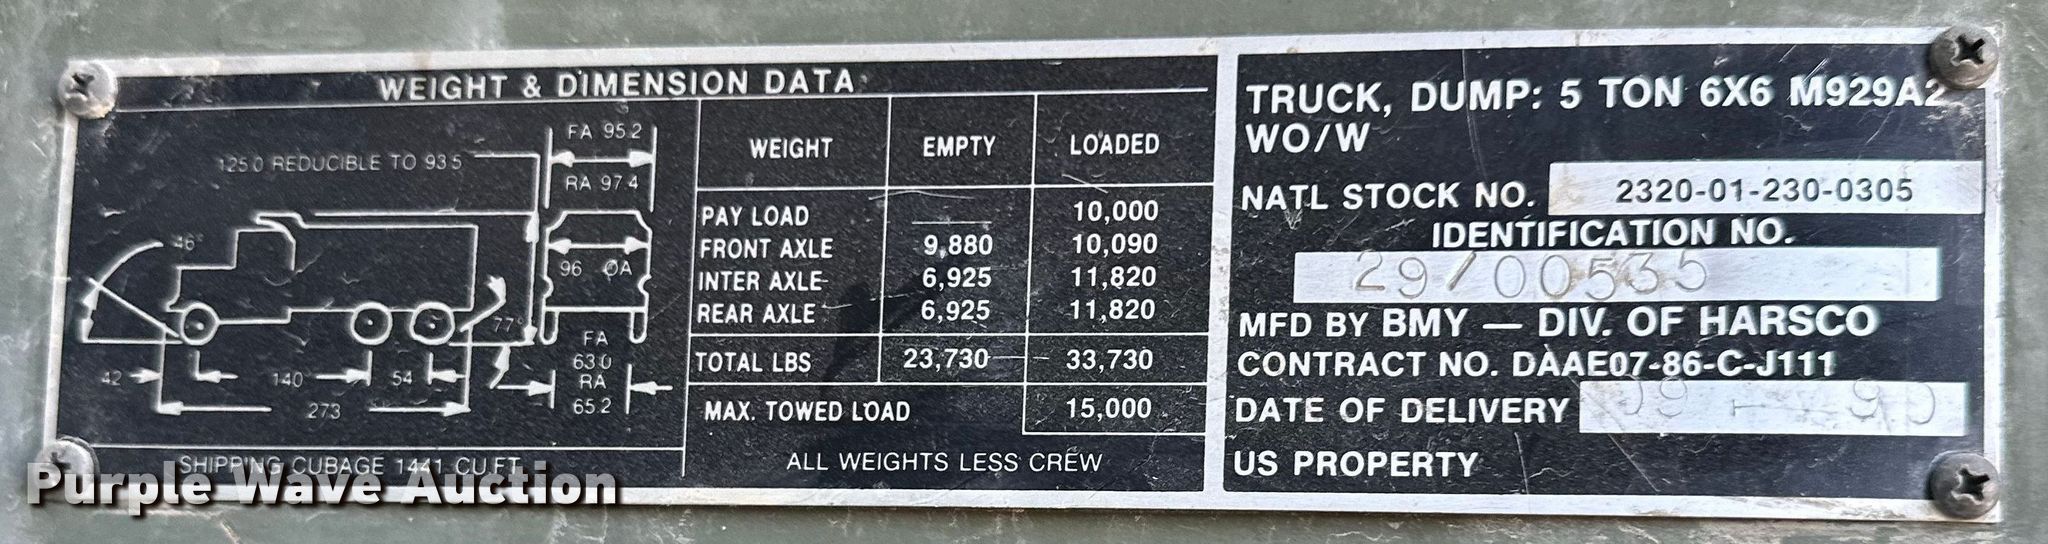 WEIGHT & DIMENSION DATA
125.0 REDUCIBLE TO 93.5
FA 95.2
RA 97.4
46°
96 OA
77°
FA
63.0
RA
65.2
42
140
54
273
SHIPPING CUBAGE 1441 CU.FT.
WEIGHT EMPTY LOADED
PAY LOAD 10,000
FRONT AXLE 9,880 10,090
INTER AXLE 6,925 11,820
REAR AXLE 6,925 11,820
TOTAL LBS 23,730 33,730
MAX. TOWED LOAD 15,000
ALL WEIGHTS LESS CREW
TRUCK, DUMP: 5 TON 6X6 M929A2
WO/W
NATL STOCK NO. 2320-01-230-0305
IDENTIFICATION NO.
29/00535
MFD BY BMY — DIV. OF HARSCO
CONTRACT NO. DAAE07-86-C-J111
DATE OF DELIVERY 09 - 90
US PROPERTY
Purple Wave Auction